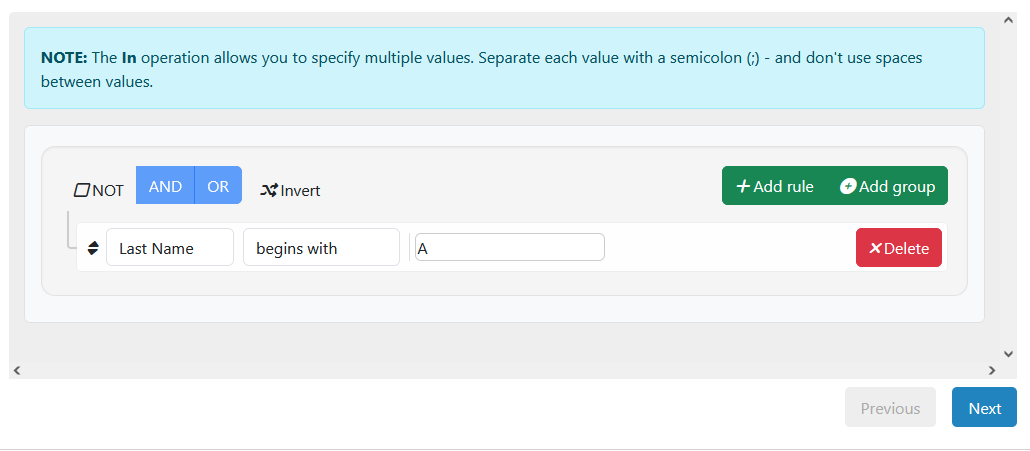 NOTE: The In operation allows you to specify multiple values. Separate each value with a semicolon (;) - and don't use spaces
between values.
NOT AND OR Invert Add rule Add group
Last Name begins with A Delete
Previous Next